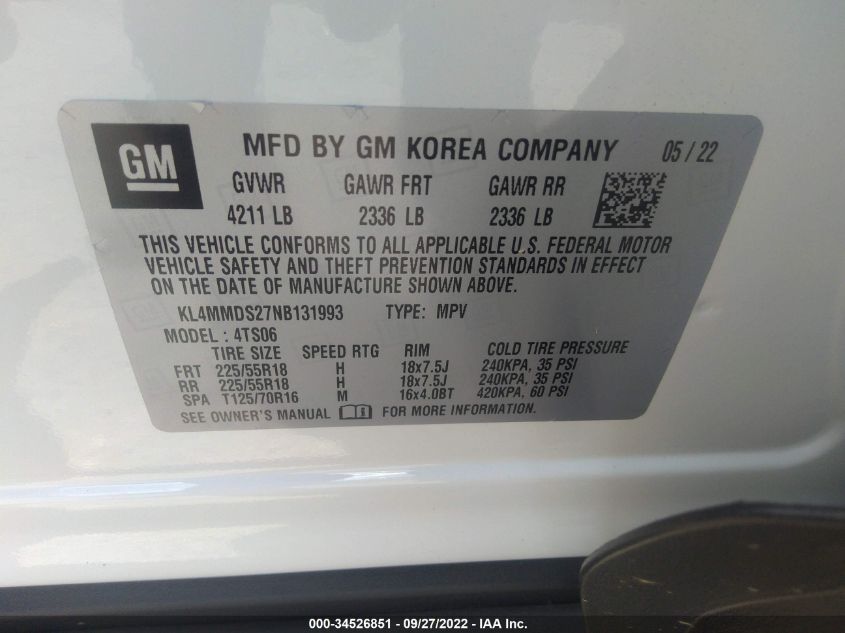 GM
MFD BY GM KOREA COMPANY 05 / 22
GVWR GAWR FRT GAWR RR
4211 LB 2336 LB 2336 LB
THIS VEHICLE CONFORMS TO ALL APPLICABLE U.S. FEDERAL MOTOR
VEHICLE SAFETY AND THEFT PREVENTION STANDARDS IN EFFECT
ON THE DATE OF MANUFACTURE SHOWN ABOVE.
KL4MMDS27NB131993 TYPE: MPV
MODEL : 4TS06
TIRE SIZE SPEED RTG RIM COLD TIRE PRESSURE
FRT 225/55R18 H 18x7.5J 240KPA, 35 PSI
RR 225/55R18 H 18x7.5J 240KPA, 35 PSI
SPA T125/70R16 M 16x4.0BT 420KPA, 60 PSI
SEE OWNER'S MANUAL FOR MORE INFORMATION.
000-34526851 - 09/27/2022 - IAA Inc.